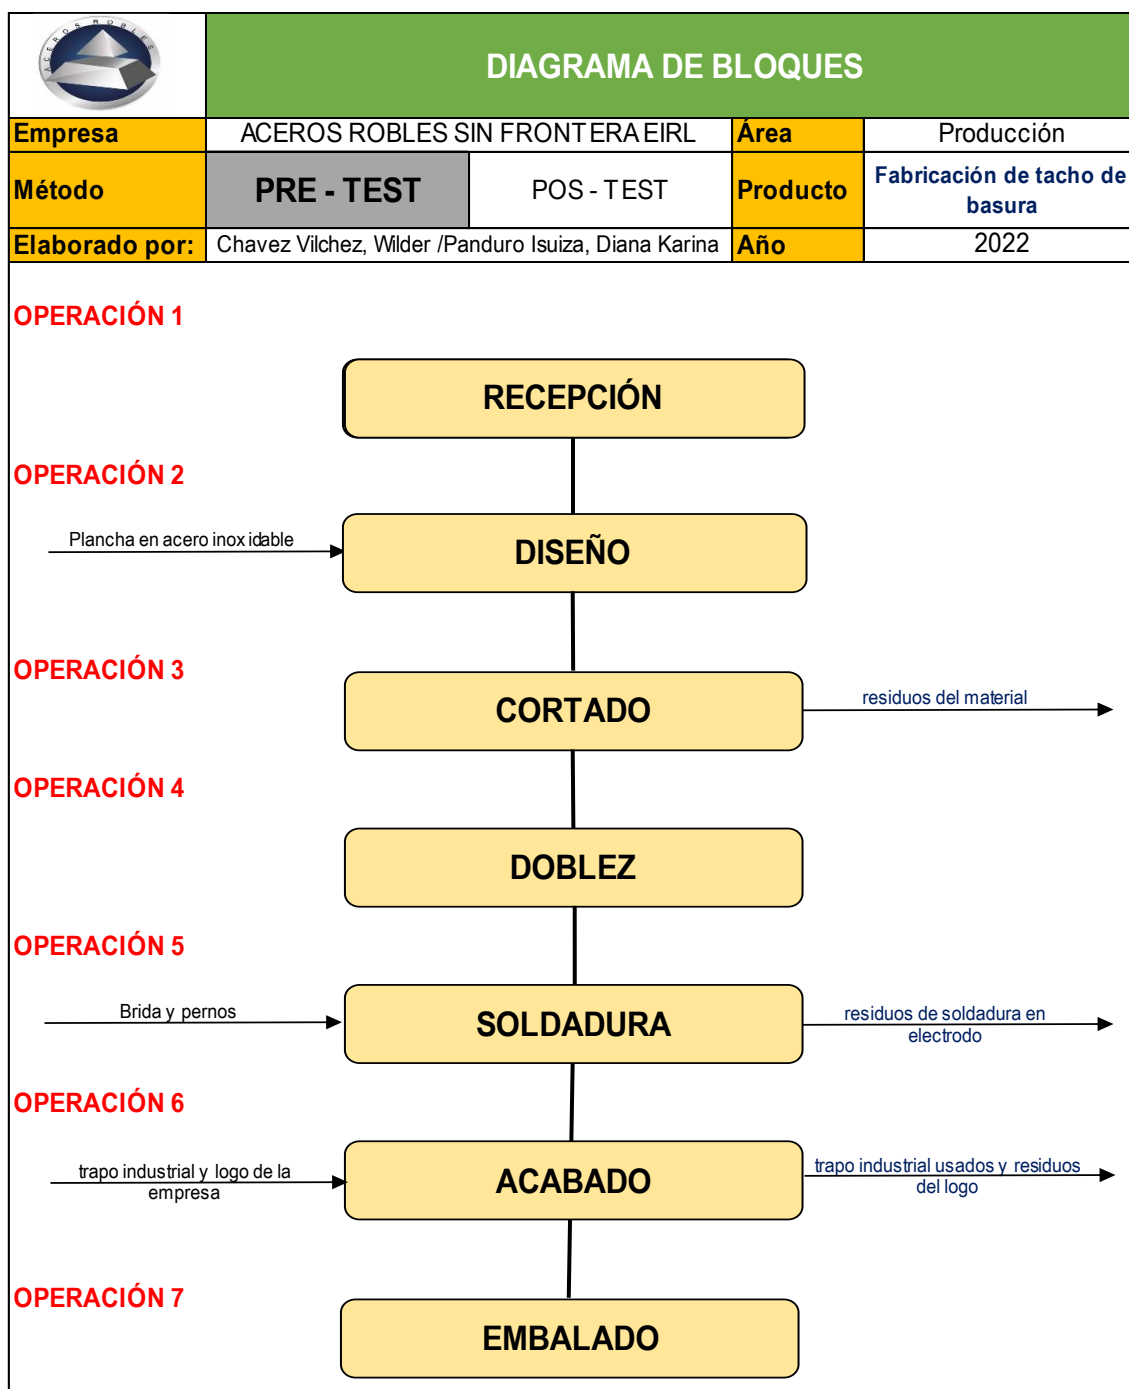 ACEROS ROBLES
DIAGRAMA DE BLOQUES
Empresa ACEROS ROBLES SIN FRONTERA EIRL Área Producción
Método PRE - TEST POS - TEST Producto Fabricación de tacho de
basura
Elaborado por: Chavez Vilchez, Wilder /Panduro Isuiza, Diana Karina Año 2022
OPERACIÓN 1
RECEPCIÓN
OPERACIÓN 2
Plancha en acero inoxidable
DISEÑO
OPERACIÓN 3
CORTADO
residuos del material
OPERACIÓN 4
DOBLEZ
OPERACIÓN 5
Brida y pernos
SOLDADURA
residuos de soldadura en
electrodo
OPERACIÓN 6
trapo industrial y logo de la
empresa
ACABADO
trapo industrial usados y residuos
del logo
OPERACIÓN 7
EMBALADO